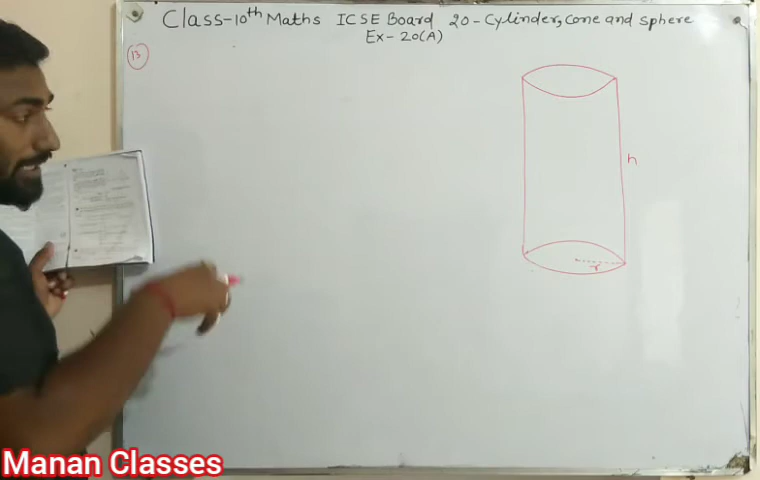 Class-10th Maths ICSE Board 20-Cylinder, Cone and sphere
Ex-20(A)
13
h
r
Manan Classes